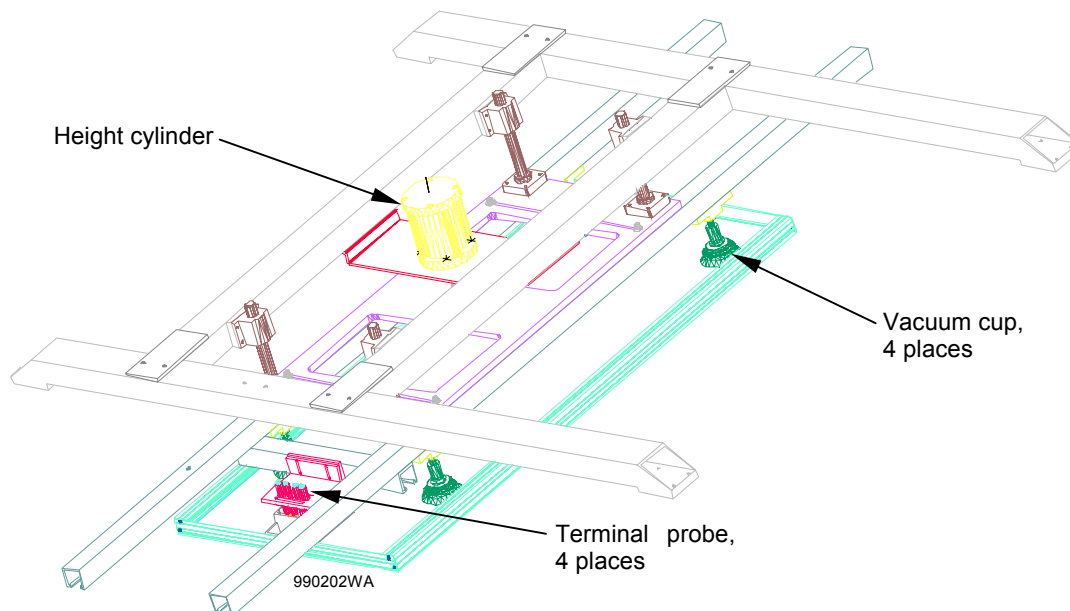 Height cylinder
Vacuum cup,
4 places
Terminal probe,
4 places
990202WA